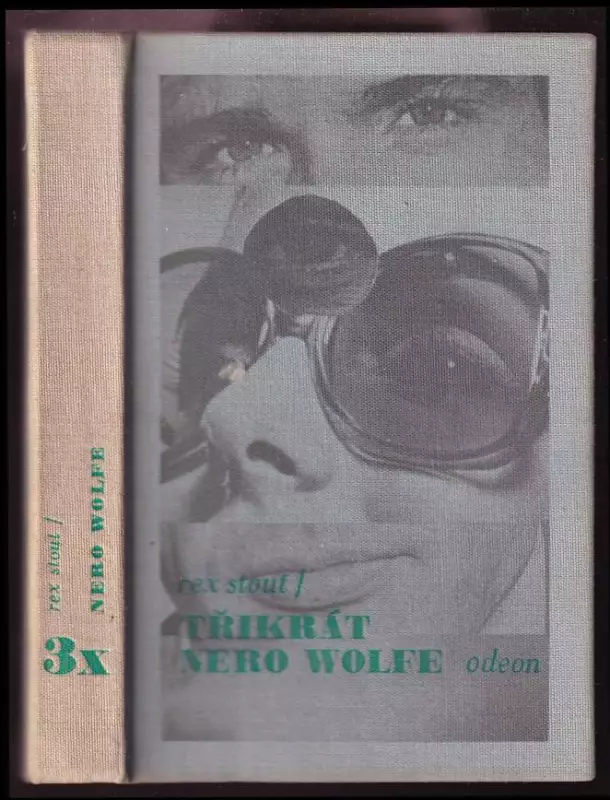 rex stout /
NERO WOLFE
3x
rex stout /
TŘIKRÁT
NERO WOLFE odeon